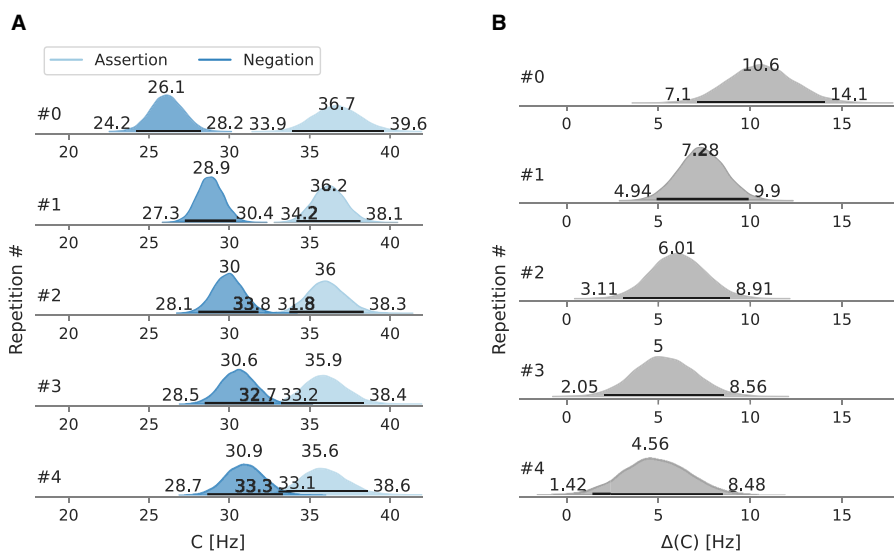 A
Assertion Negation
Repetition #
#0
26.1
36.7
24.2 28.2 33.9 39.6
20 25 30 35 40
#1
28.9
36.2
27.3 30.4 34.2 38.1
20 25 30 35 40
#2
30 36
28.1 33.8 31.8 38.3
20 25 30 35 40
#3
30.6 35.9
28.5 32.7 33.2 38.4
20 25 30 35 40
#4
30.9 35.6
28.7 33.3 33.1 38.6
20 25 30 35 40
C [Hz]
B
Repetition #
#0
10.6
7.1 14.1
0 5 10 15
#1
7.28
4.94 9.9
0 5 10 15
#2
6.01
3.11 8.91
0 5 10 15
#3
5
2.05 8.56
0 5 10 15
#4
4.56
1.42 8.48
0 5 10 15
Δ(C) [Hz]